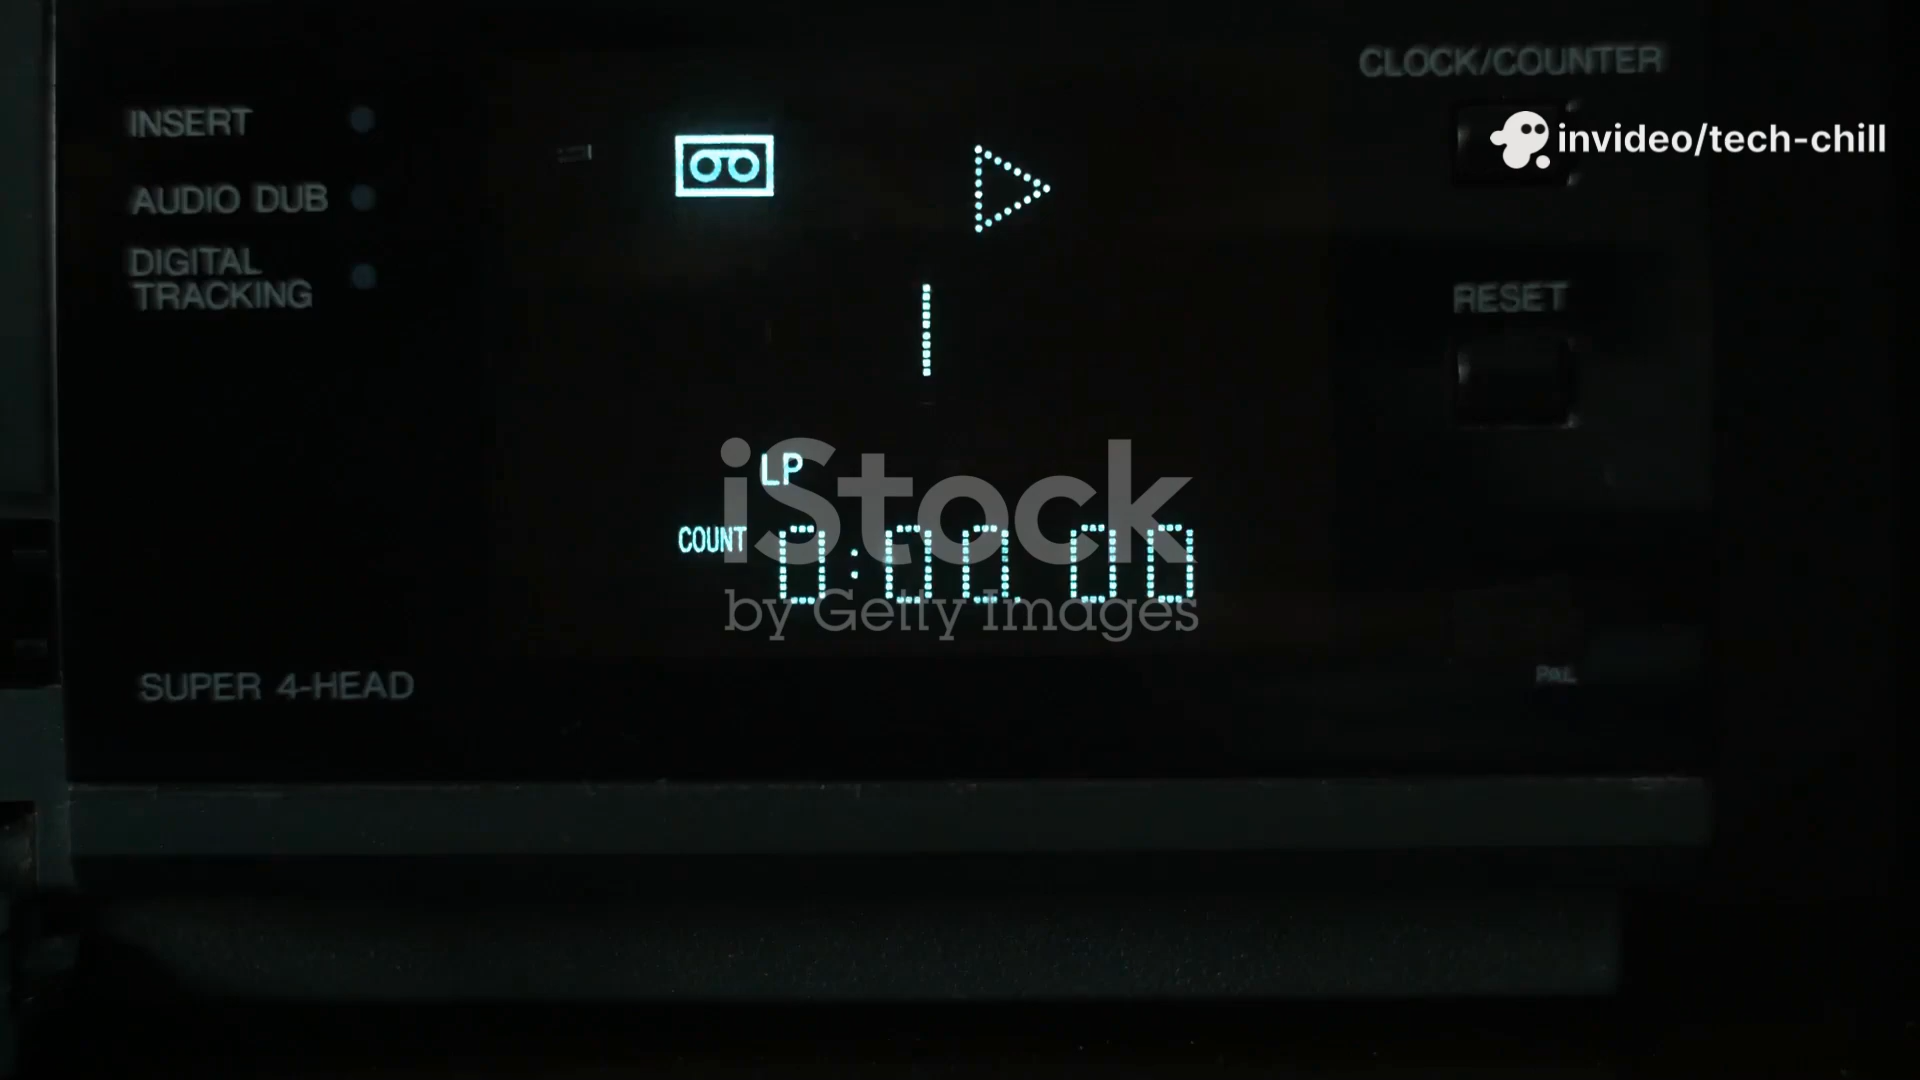 CLOCK/COUNTER
INSERT
invideo/tech-chill
AUDIO DUB
DIGITAL
TRACKING
RESET
iStock
LP
COUNT 0:00.00
by Getty Images
SUPER 4-HEAD
PAL